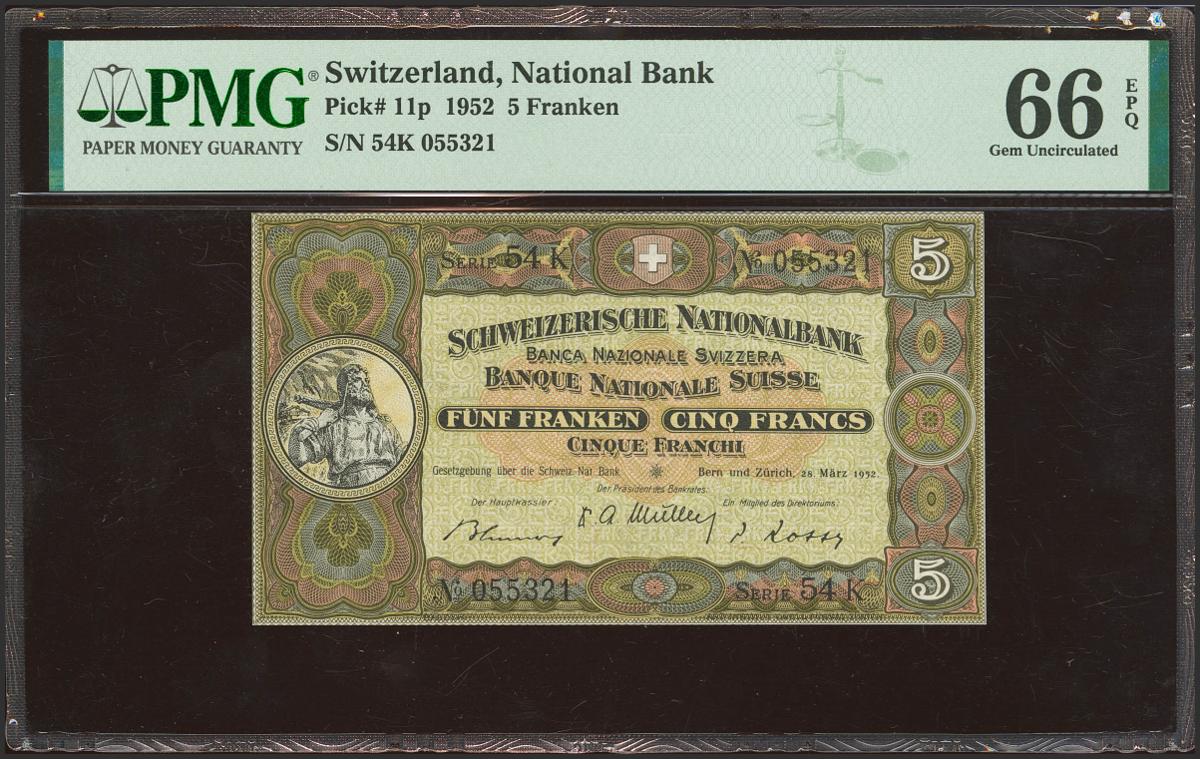 PMG®
PAPER MONEY GUARANTY
Switzerland, National Bank
Pick# 11p 1952 5 Franken
S/N 54K 055321
66 EPQ
Gem Uncirculated
SERIE 54 K
No 055321
5
SCHWEIZERISCHE NATIONALBANK
BANCA NAZIONALE SVIZZERA
BANQUE NATIONALE SUISSE
FÜNF FRANKEN CINQ FRANCS
CINQUE FRANCHI
Gesetzgebung über die Schweiz. Nat. Bank
Bern und Zürich, 28. März 1952.
Der Präsident des Bankrates
Der Hauptkassier
Ein Mitglied des Direktoriums:
Rossy
No 055321
SERIE 54 K
5